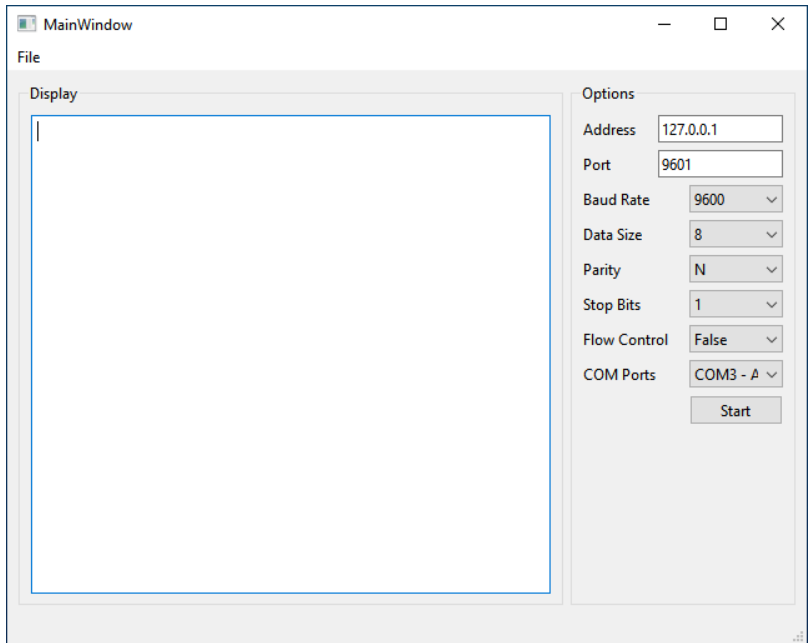 MainWindow
File
Display
Options
Address 127.0.0.1
Port 9601
Baud Rate 9600
Data Size 8
Parity N
Stop Bits 1
Flow Control False
COM Ports COM3 - A
Start